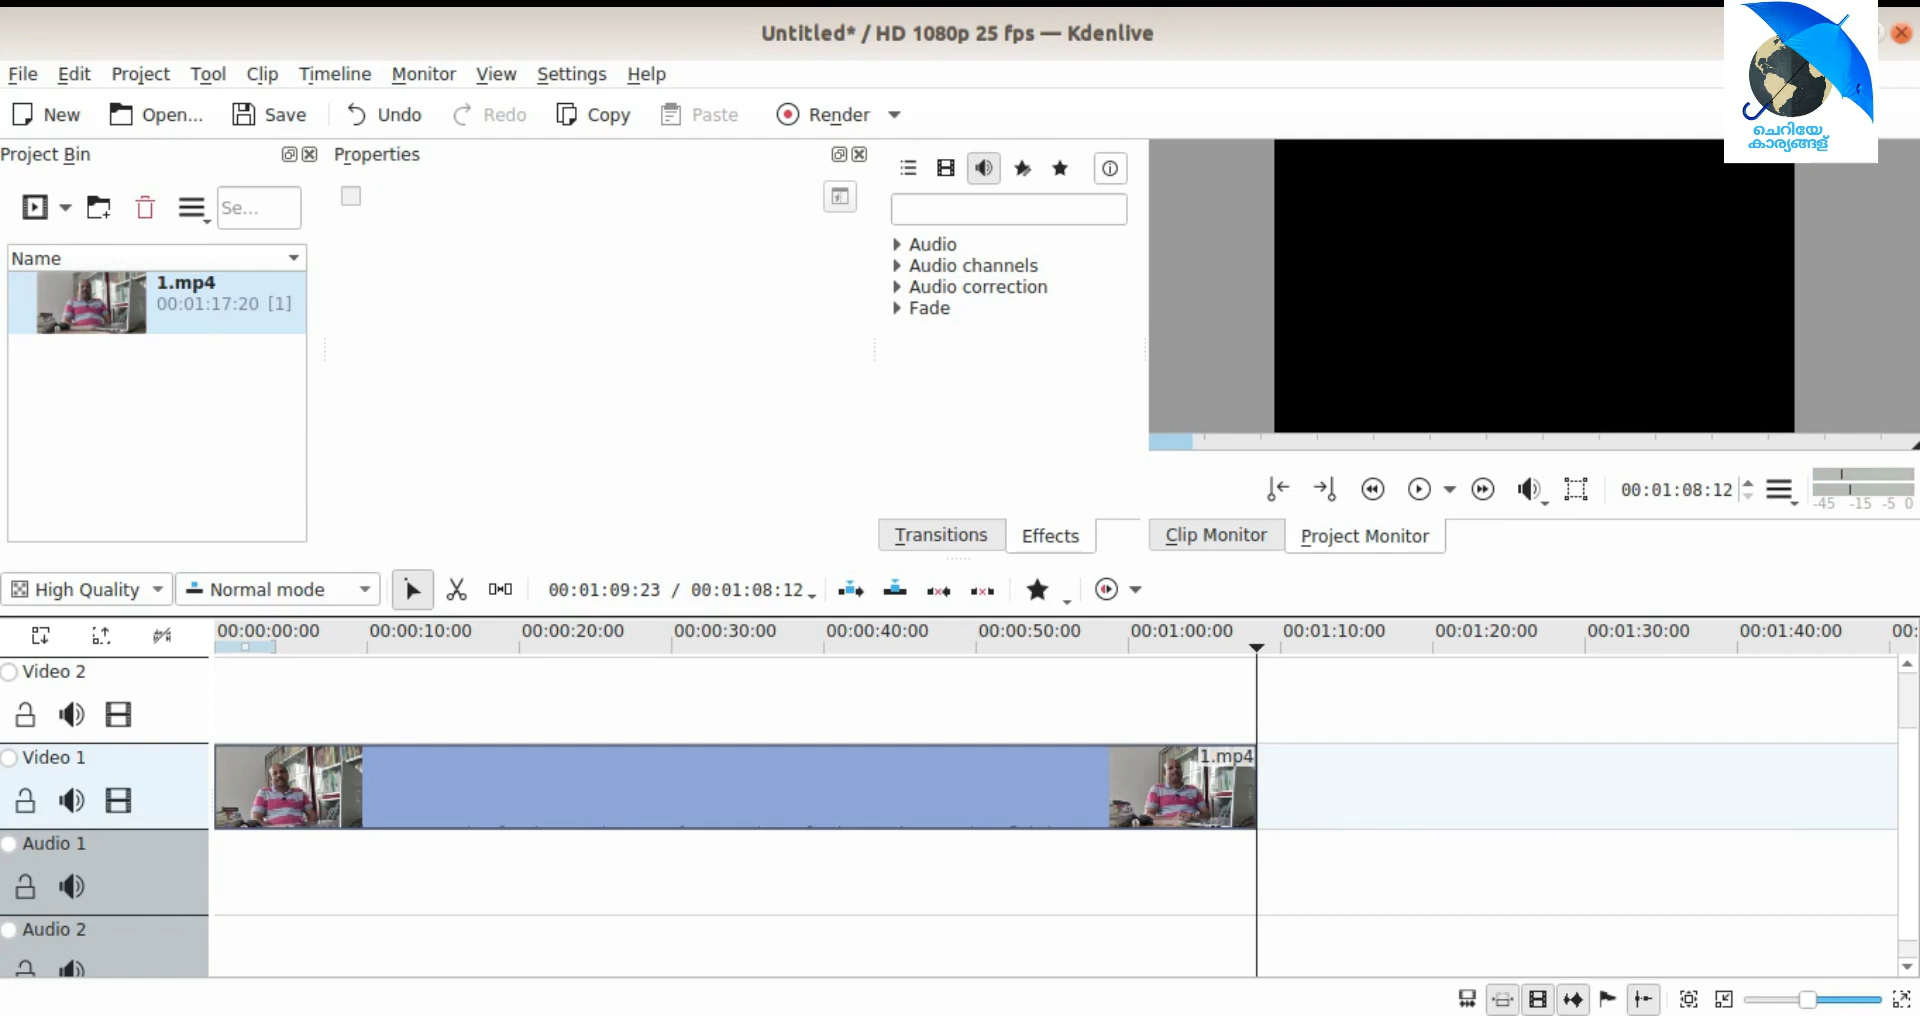 Untitled* / HD 1080p 25 fps — Kdenlive
ചെറിയേ
കാര്യങ്ങള്
File Edit Project Tool Clip Timeline Monitor View Settings Help
New Open... Save Undo Redo Copy Paste Render
Project Bin Properties
Se...
Name
1.mp4
00:01:17:20 [1]
Audio
Audio channels
Audio correction
Fade
00:01:08:12
-45 -15 -5 0
Transitions Effects Clip Monitor Project Monitor
High Quality Normal mode 00:01:09:23 / 00:01:08:12
00:00:00:00 00:00:10:00 00:00:20:00 00:00:30:00 00:00:40:00 00:00:50:00 00:01:00:00 00:01:10:00 00:01:20:00 00:01:30:00 00:01:40:00 00:
Video 2
Video 1
1.mp4
Audio 1
Audio 2